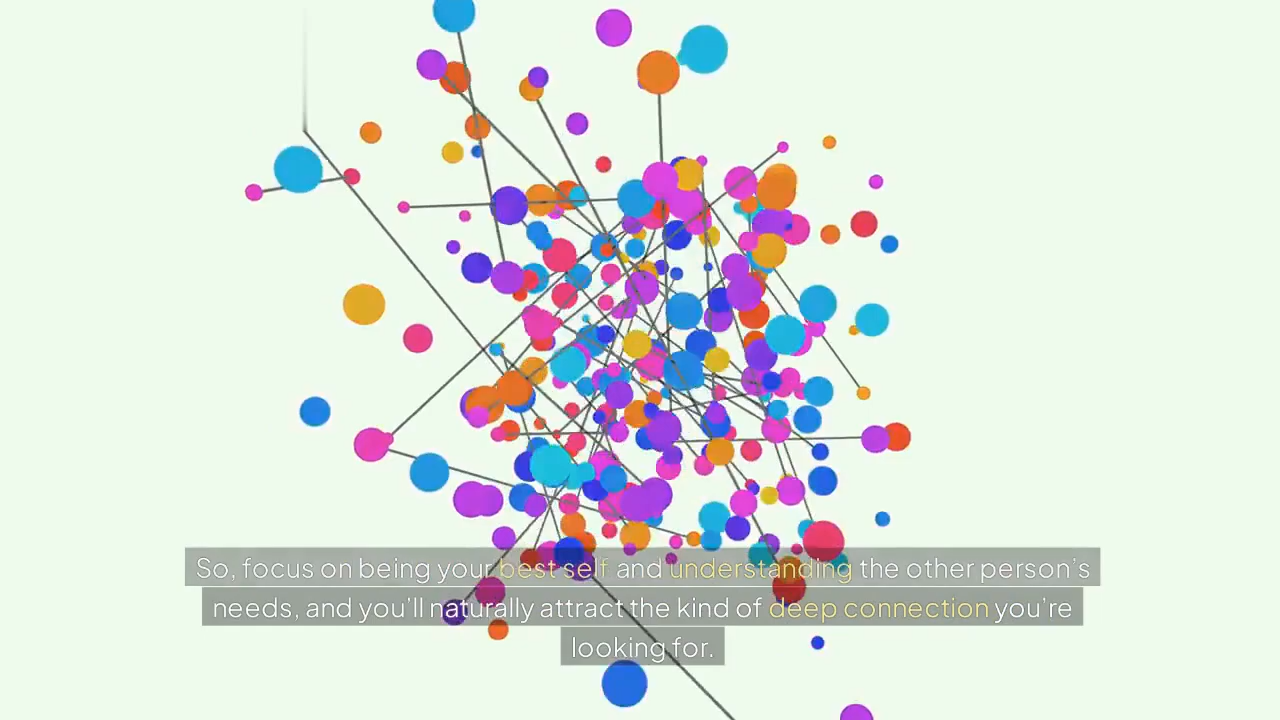 So, focus on being your best self and understanding the other person's
needs, and you'll naturally attract the kind of deep connection you're
looking for.